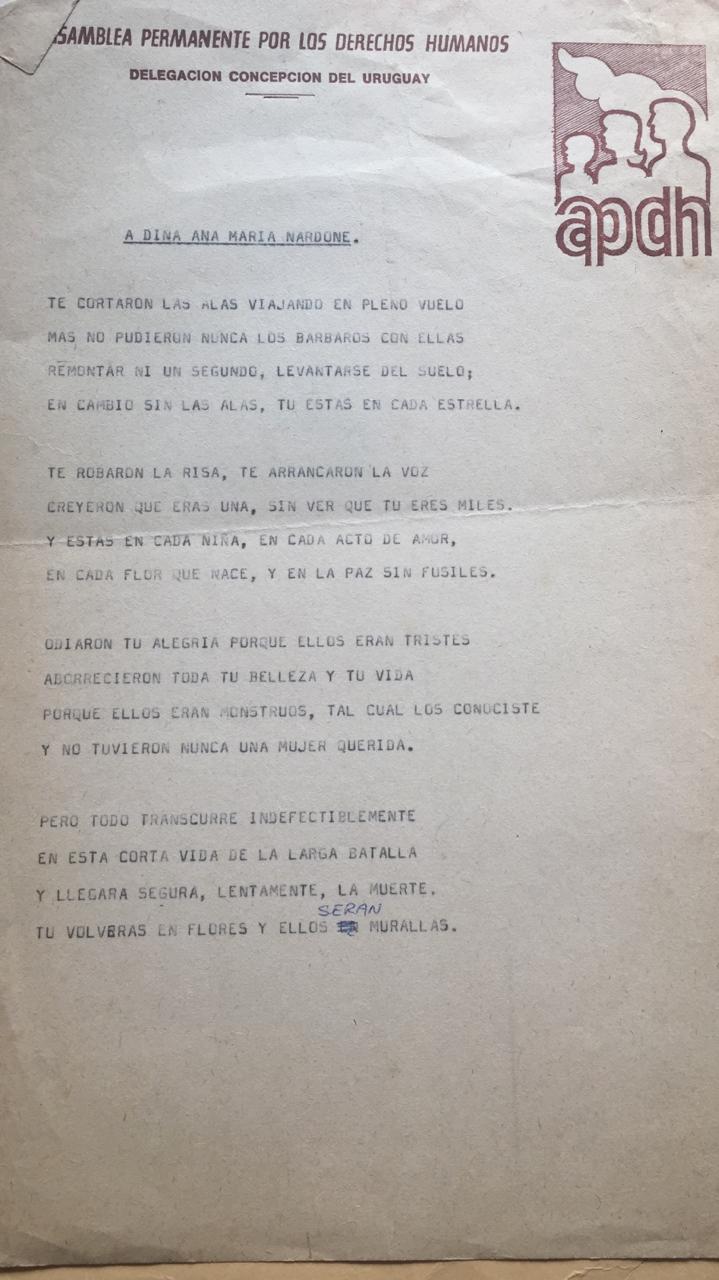 SAMBLEA PERMANENTE POR LOS DERECHOS HUMANOS
DELEGACION CONCEPCION DEL URUGUAY
apdh
A DINA ANA MARIA NARDONE.
TE CORTARON LAS ALAS VIAJANDO EN PLENO VUELO
MAS NO PUDIERON NUNCA LOS BARBAROS CON ELLAS
REMONTAR NI UN SEGUNDO, LEVANTARSE DEL SUELO;
EN CAMBIO SIN LAS ALAS, TU ESTAS EN CADA ESTRELLA.
TE ROBARON LA RISA, TE ARRANCARON LA VOZ
CREYERON QUE ERAS UNA, SIN VER QUE TU ERES MILES.
Y ESTAS EN CADA NIÑA, EN CADA ACTO DE AMOR,
EN CADA FLOR QUE NACE, Y EN LA PAZ SIN FUSILES.
ODIARON TU ALEGRIA PORQUE ELLOS ERAN TRISTES
ABORRECIERON TODA TU BELLEZA Y TU VIDA
PORQUE ELLOS ERAN MONSTRUOS, TAL CUAL LOS CONOCISTE
Y NO TUVIERON NUNCA UNA MUJER QUERIDA.
PERO TODO TRANSCURRE INDEFECTIBLEMENTE
EN ESTA CORTA VIDA DE LA LARGA BATALLA
Y LLEGARA SEGURA, LENTAMENTE, LA MUERTE.
SERAN
TU VOLVERAS EN FLORES Y ELLOS MURALLAS.